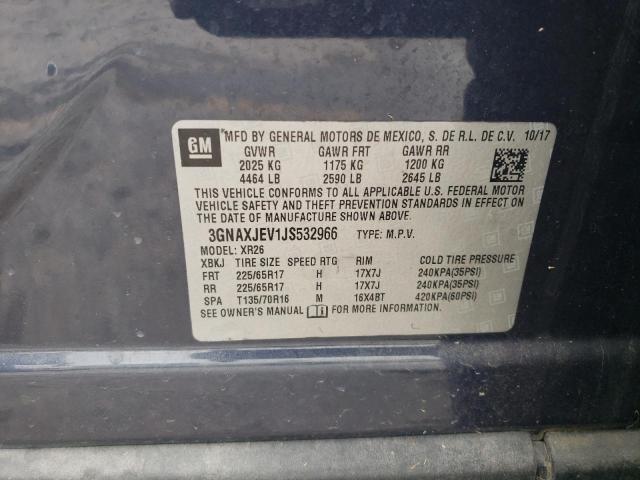 GM MFD BY GENERAL MOTORS DE MEXICO, S. DE R.L. DE C.V. 10/17
GVWR GAWR FRT GAWR RR
2025 KG 1175 KG 1200 KG
4464 LB 2590 LB 2645 LB
THIS VEHICLE CONFORMS TO ALL APPLICABLE U.S. FEDERAL MOTOR
VEHICLE SAFETY AND THEFT PREVENTION STANDARDS IN EFFECT ON
THE DATE OF MANUFACTURE SHOWN ABOVE.
3GNAXJEV1JS532966 TYPE: M.P.V.
MODEL: XR26
XBKJ TIRE SIZE SPEED RTG RIM COLD TIRE PRESSURE
FRT 225/65R17 H 17X7J 240KPA(35PSI)
RR 225/65R17 H 17X7J 240KPA(35PSI)
SPA T135/70R16 M 16X4BT 420KPA(60PSI)
SEE OWNER'S MANUAL FOR MORE INFORMATION.